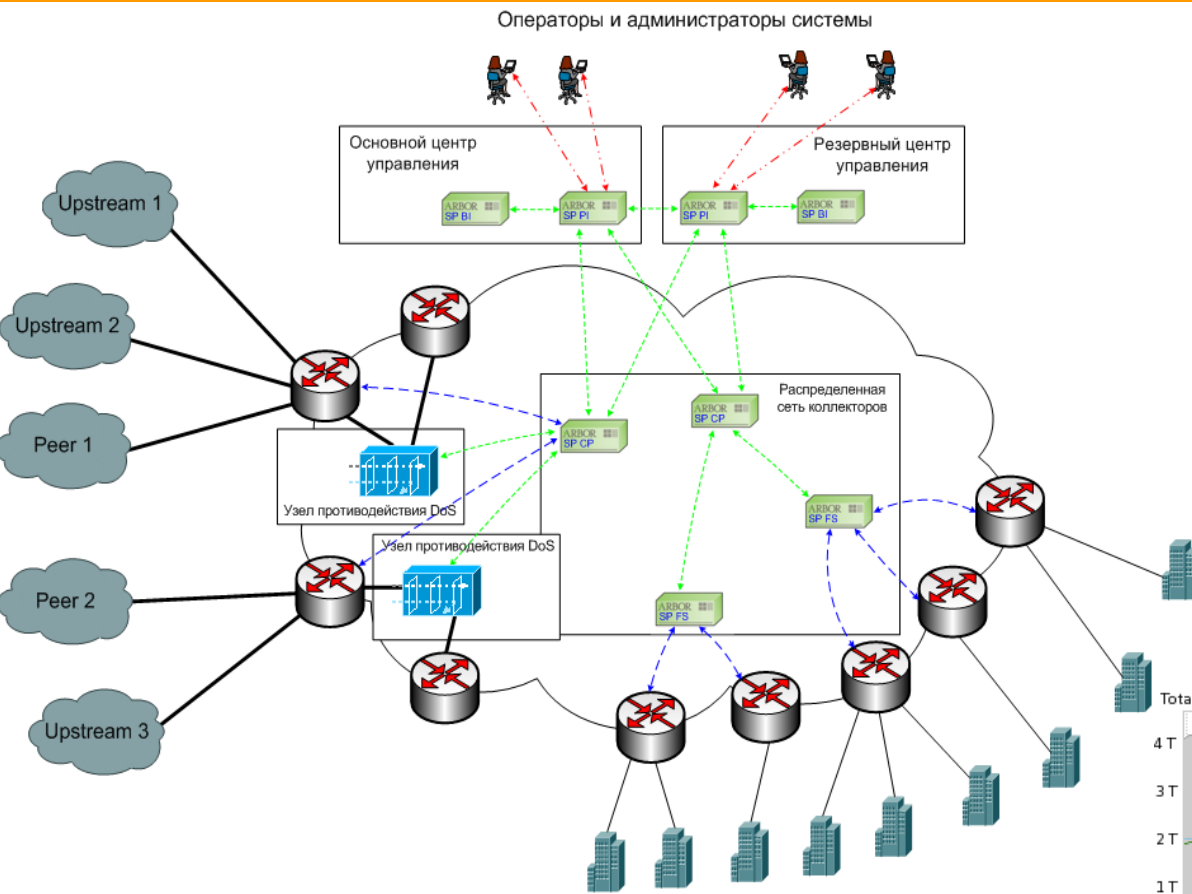 Операторы и администраторы системы
Основной центр
управления
Резервный центр
управления
ARBOR
SP BI
ARBOR
SP PI
ARBOR
SP PI
ARBOR
SP BI
Upstream 1
Upstream 2
Peer 1
Peer 2
Upstream 3
Распределенная
сеть коллекторов
ARBOR
SP CP
ARBOR
SP CP
Узел противодействия DoS
ARBOR
SP FS
Узел противодействия DoS
ARBOR
SP FS
Tota
4 T
3 T
2 T
1 T